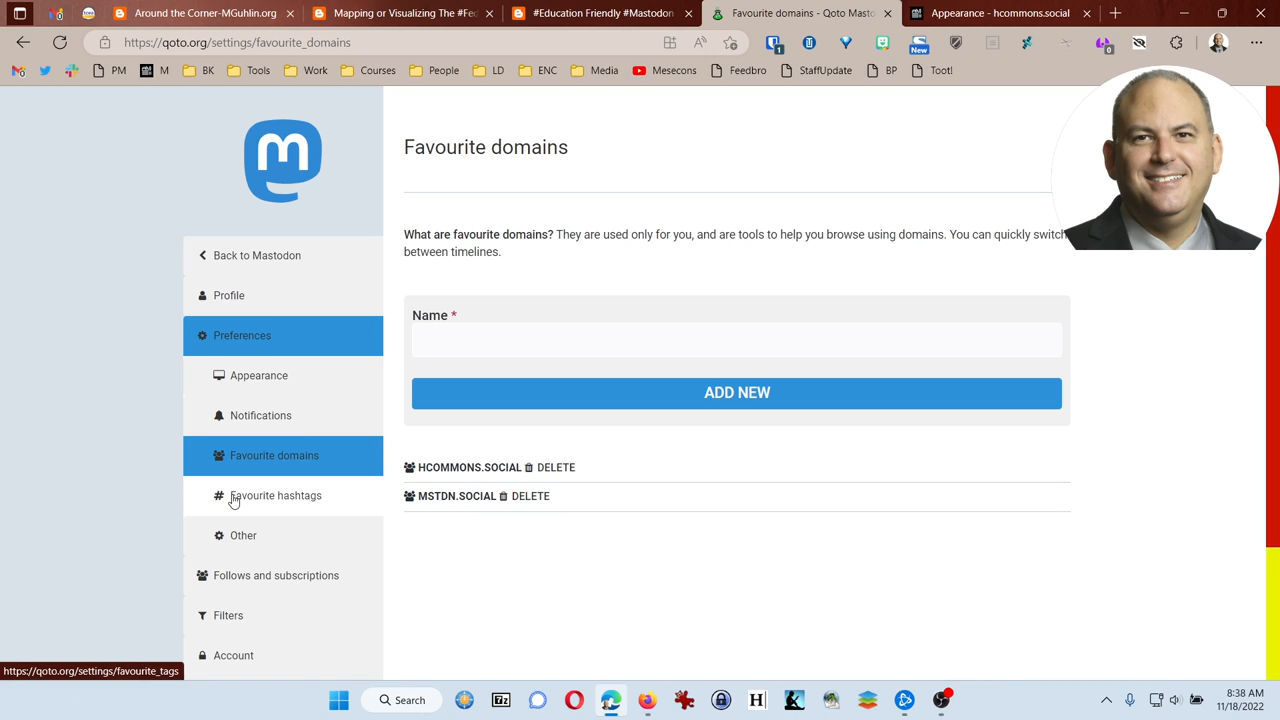 Around the Corner-MGuhlin.org
Mapping or Visualizing The #Fec
#Education Friendly #Mastodon
Favourite domains - Qoto Masto
Appearance - hcommons.social
https://qoto.org/settings/favourite_domains
1
New
0
PM
M
BK
Tools
Work
Courses
People
LD
ENC
Media
Mesecons
Feedbro
StaffUpdate
BP
Toot!
m
Favourite domains
What are favourite domains? They are used only for you, and are tools to help you browse using domains. You can quickly switch
between timelines.
Back to Mastodon
Profile
Preferences
Appearance
Notifications
Favourite domains
# Favourite hashtags
Other
Follows and subscriptions
Filters
Account
Name *
ADD NEW
HCOMMONS.SOCIAL DELETE
MSTDN.SOCIAL DELETE
https://qoto.org/settings/favourite_tags
Search
7z
H
8:38 AM
11/18/2022